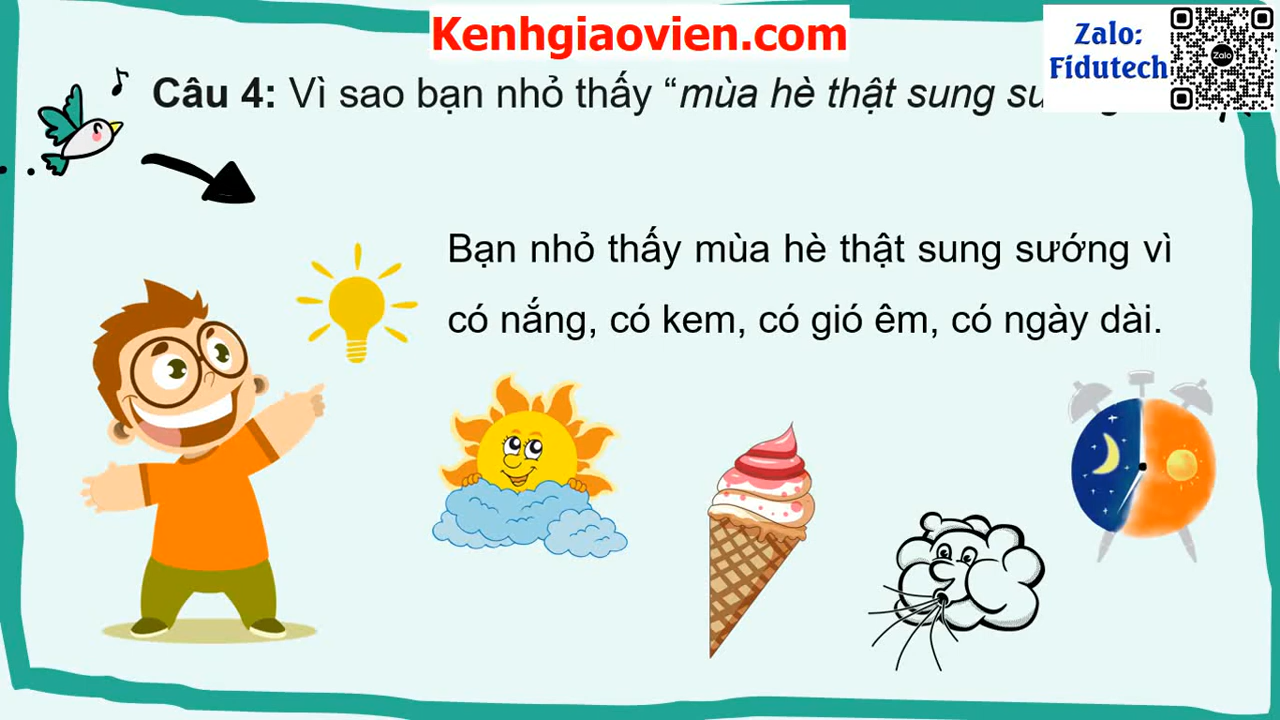 Kenhgiaovien.com
Zalo:
Fidutech
Zalo
Câu 4: Vì sao bạn nhỏ thấy “mùa hè thật sung
Bạn nhỏ thấy mùa hè thật sung sướng vì
có nắng, có kem, có gió êm, có ngày dài.